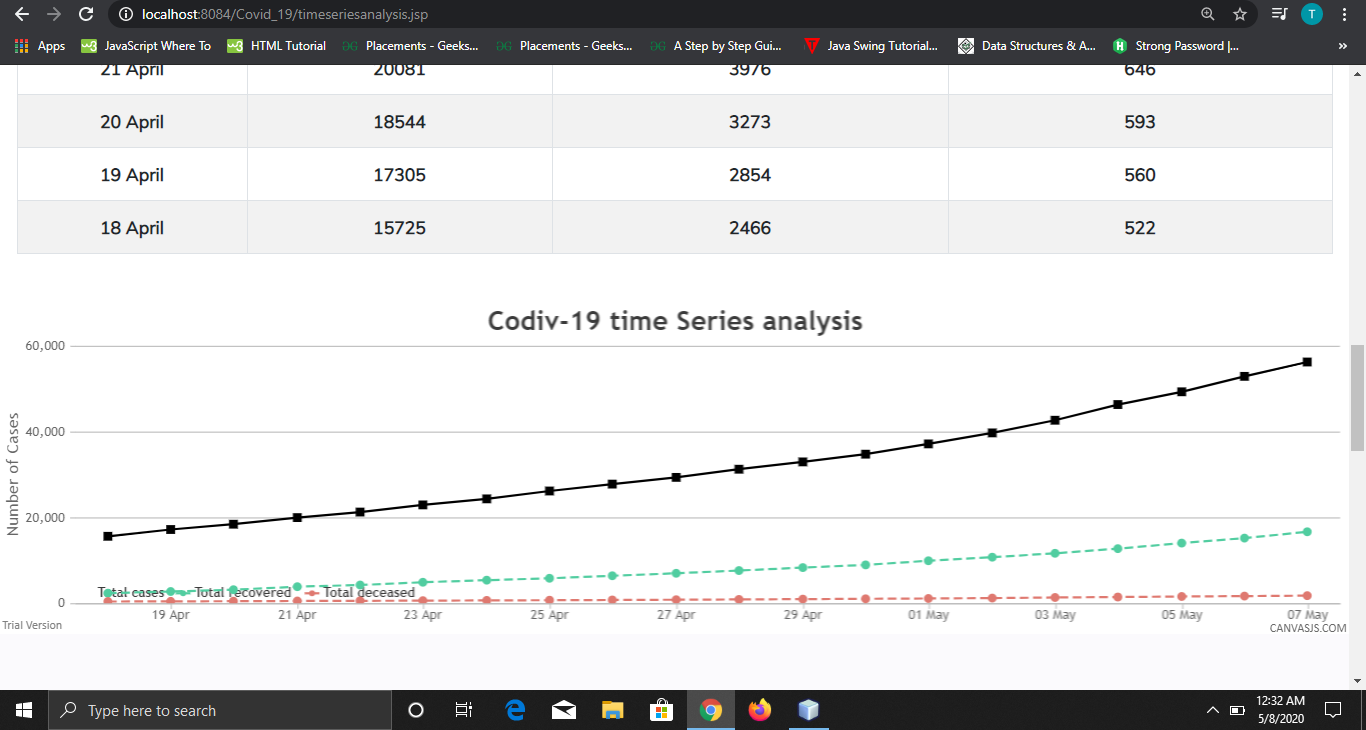 localhost:8084/Covid_19/timeseriesanalysis.jsp
T
Apps JavaScript Where To HTML Tutorial Placements - Geeks... Placements - Geeks... A Step by Step Gui... Java Swing Tutorial... Data Structures & A... Strong Password |... »
21 April 20081 3976 646
20 April 18544 3273 593
19 April 17305 2854 560
18 April 15725 2466 522
Codiv-19 time Series analysis
Number of Cases
60,000
40,000
20,000
0
Total cases Total recovered Total deceased
19 Apr 21 Apr 23 Apr 25 Apr 27 Apr 29 Apr 01 May 03 May 05 May 07 May
Trial Version CANVASJS.COM
Type here to search
12:32 AM
5/8/2020